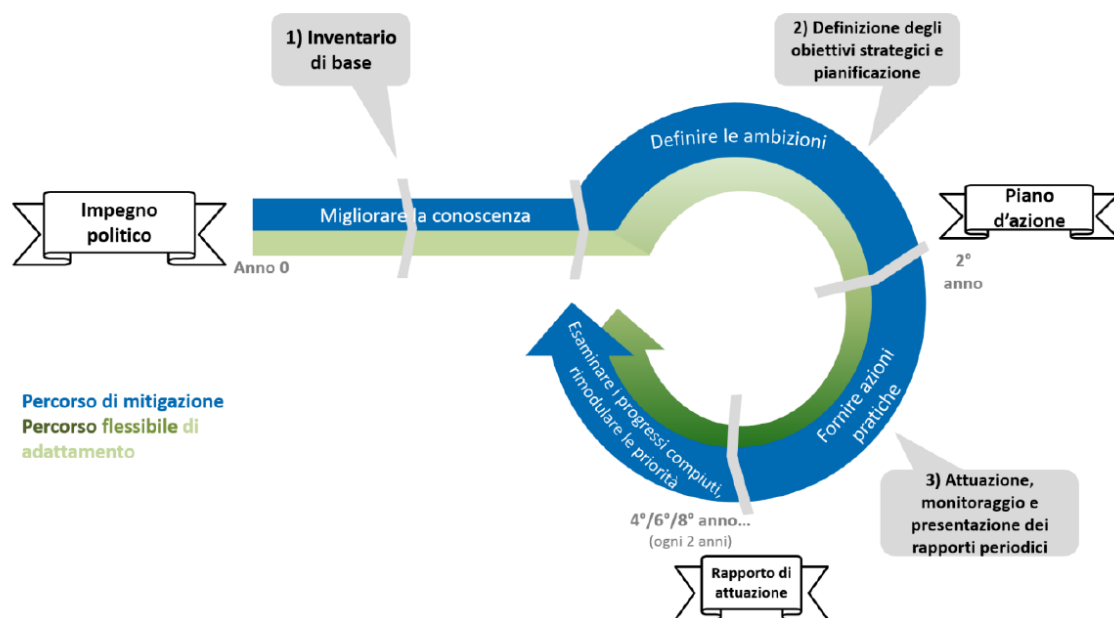 1) Inventario
di base
2) Definizione degli
obiettivi strategici e
pianificazione
Definire le ambizioni
Impegno
politico
Migliorare la conoscenza
Anno 0
Piano
d'azione
2°
anno
Esaminare i progressi compiuti,
rimodulare le priorità
Fornire azioni
pratiche
Percorso di mitigazione
Percorso flessibile di
adattamento
3) Attuazione,
monitoraggio e
presentazione dei
rapporti periodici
4°/6°/8° anno...
(ogni 2 anni)
Rapporto di
attuazione